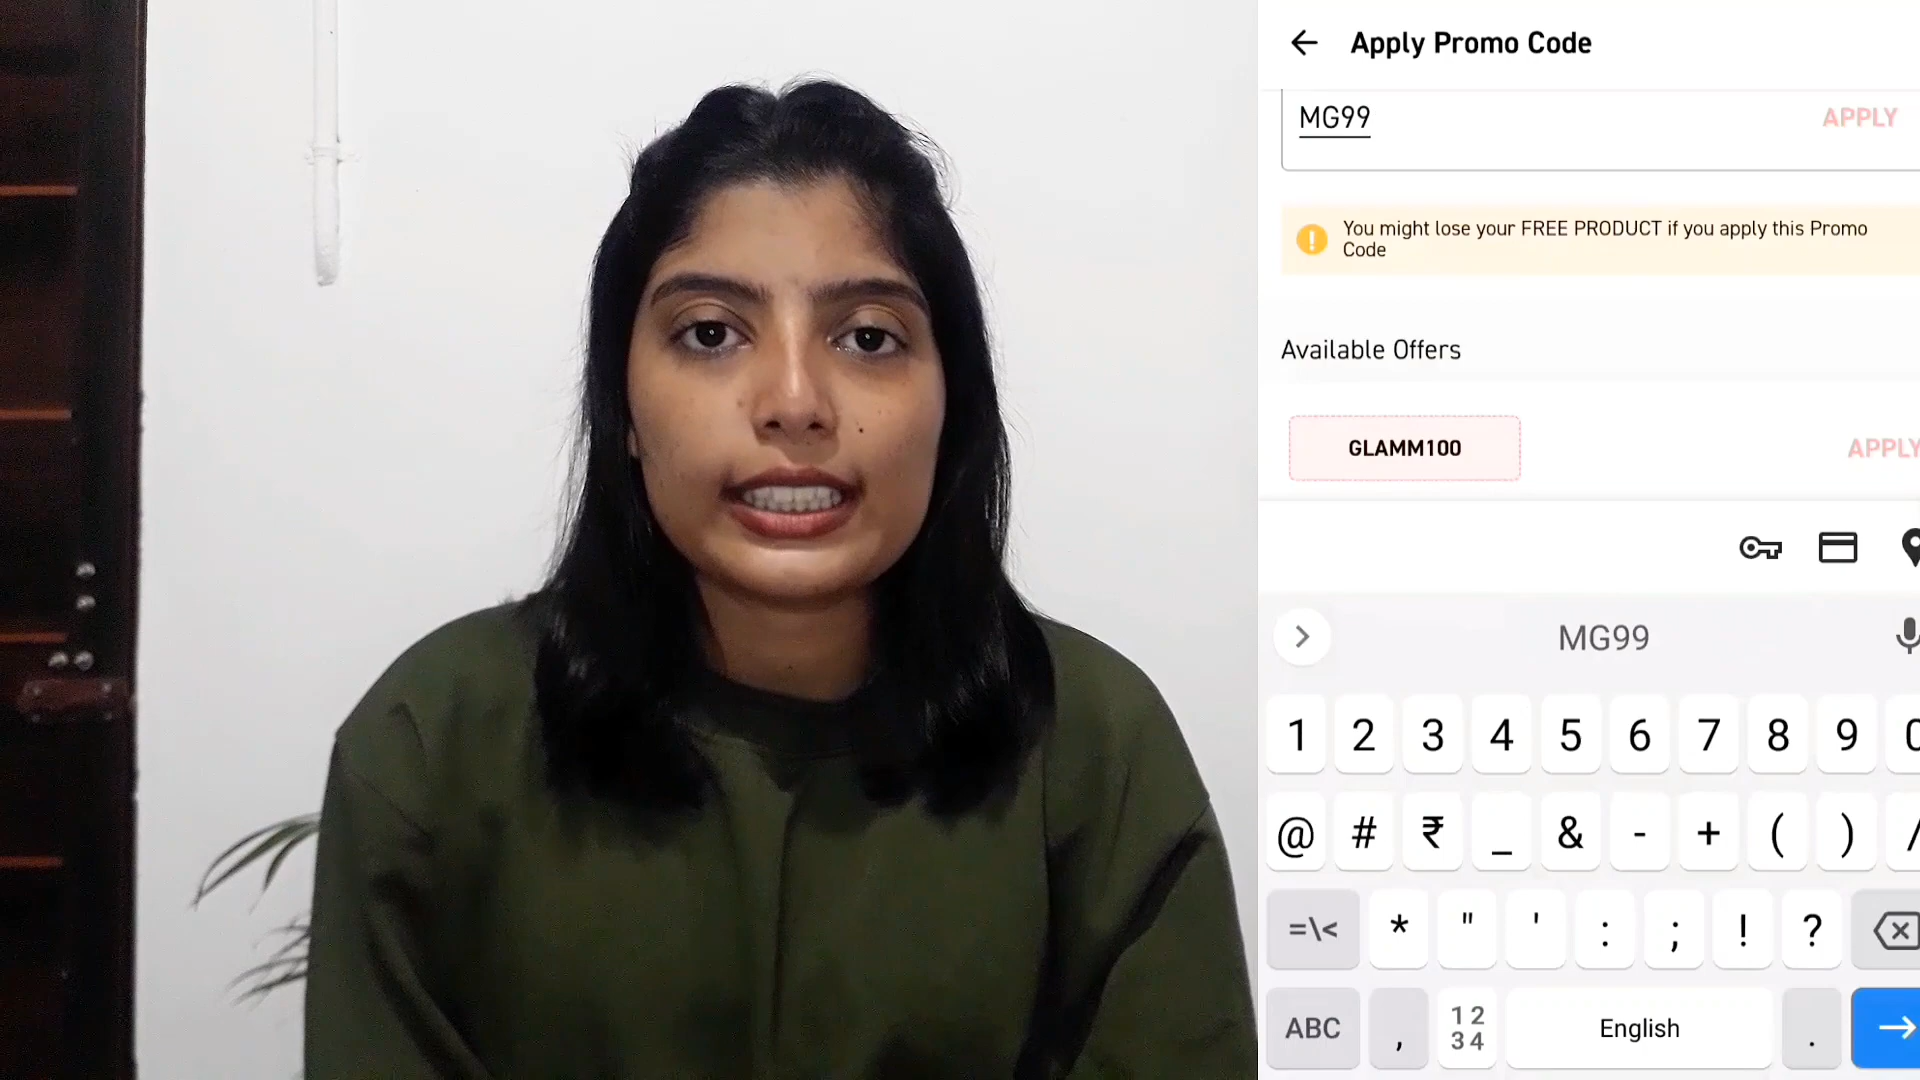 Apply Promo Code
MG99 APPLY
You might lose your FREE PRODUCT if you apply this Promo
Code
Available Offers
GLAMM100 APPLY
MG99
1 2 3 4 5 6 7 8 9 0
@ # ₹ _ & - + ( ) /
=\< * " ' : ; ! ?
ABC , 1 2 3 4 English .